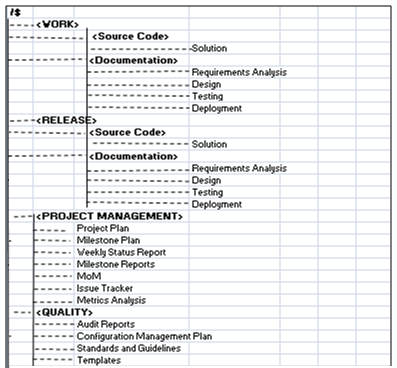 /$
<WORK>
<Source Code>
Solution
<Documentation>
Requirements Analysis
Design
Testing
Deployment
<RELEASE>
<Source Code>
Solution
<Documentation>
Requirements Analysis
Design
Testing
Deployment
<PROJECT MANAGEMENT>
Project Plan
Milestone Plan
Weekly Status Report
Milestone Reports
MoM
Issue Tracker
Metrics Analysis
<QUALITY>
Audit Reports
Configuration Management Plan
Standards and Guidelines
Templates